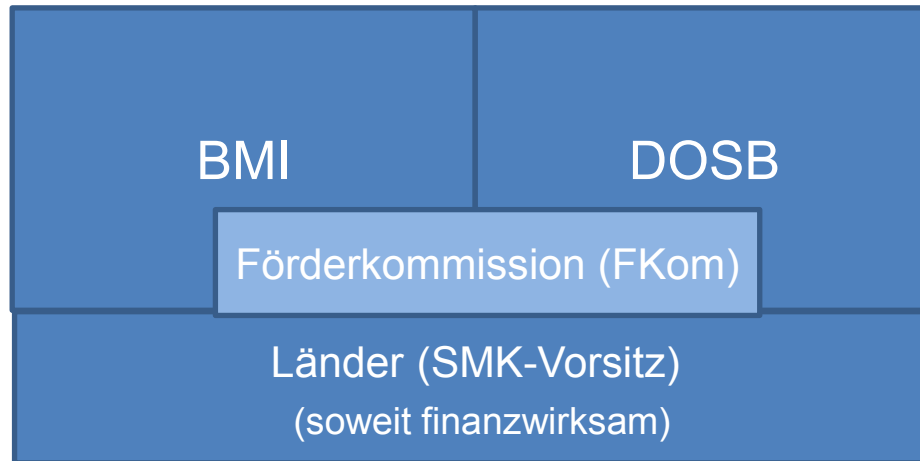 BMI
DOSB
Förderkommission (FKom)
Länder (SMK-Vorsitz)
(soweit finanzwirksam)